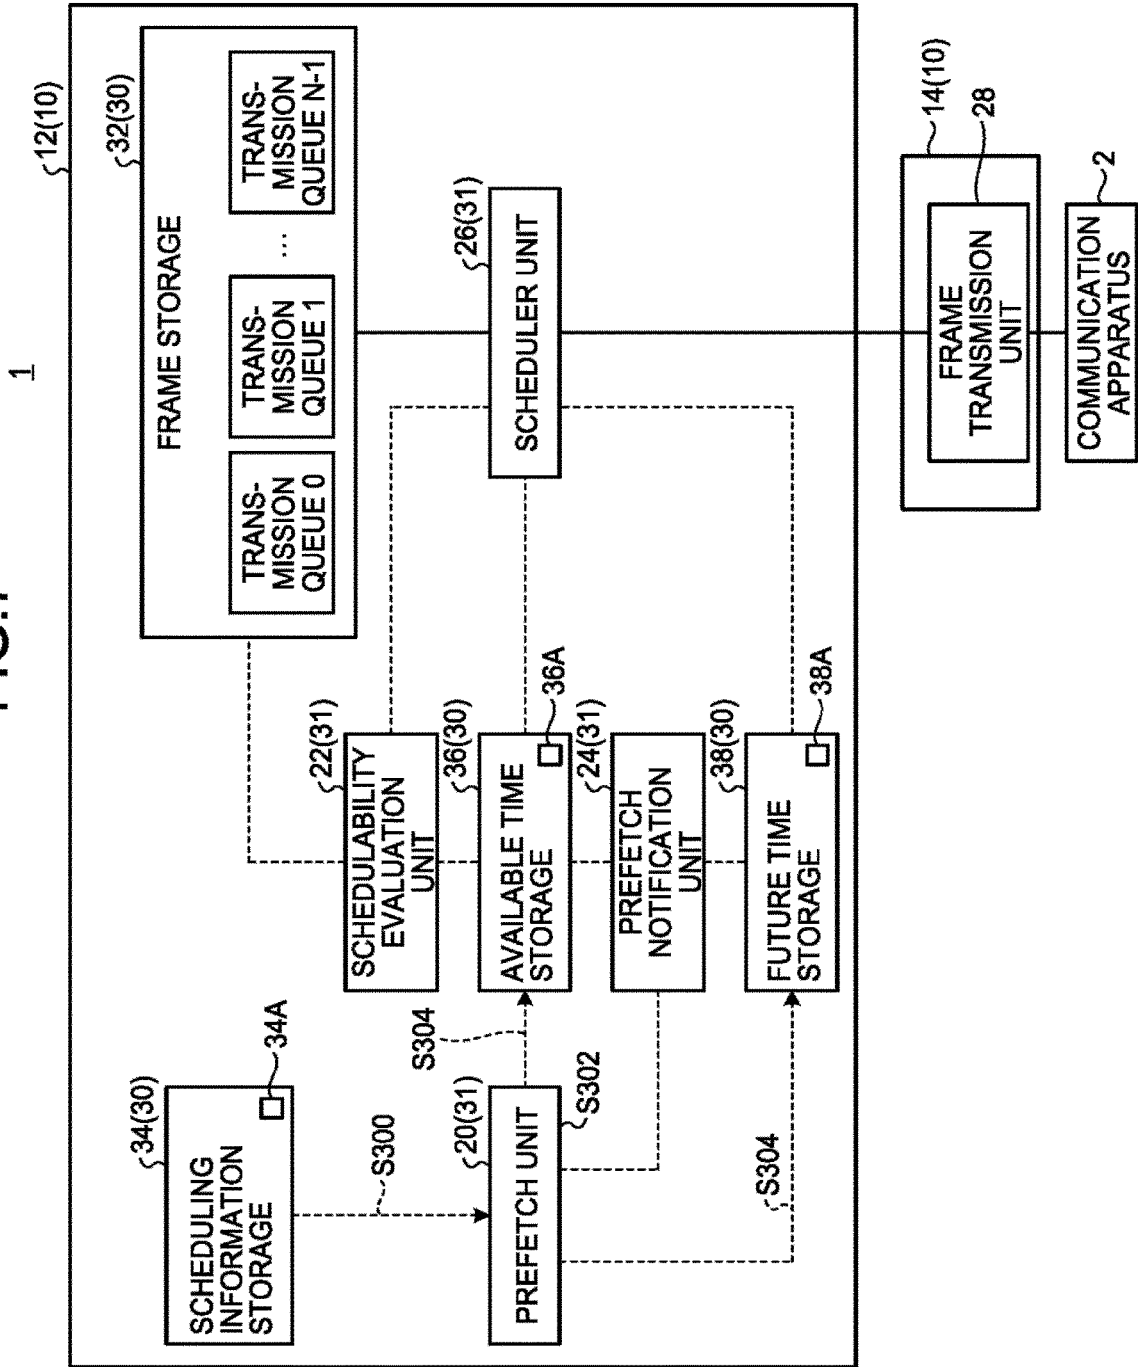 1
12(10)
32(30)
FRAME STORAGE
TRANS-
MISSION
QUEUE 0
TRANS-
MISSION
QUEUE 1
...
TRANS-
MISSION
QUEUE N-1
34(30)
SCHEDULING
INFORMATION
STORAGE
34A
S300
20(31)
PREFETCH UNIT
S302
S304
S304
22(31)
SCHEDULABILITY
EVALUATION
UNIT
36(30)
AVAILABLE TIME
STORAGE
36A
24(31)
PREFETCH
NOTIFICATION
UNIT
38(30)
FUTURE TIME
STORAGE
38A
26(31)
SCHEDULER UNIT
14(10)
FRAME
TRANSMISSION
UNIT
28
COMMUNICATION
APPARATUS
2